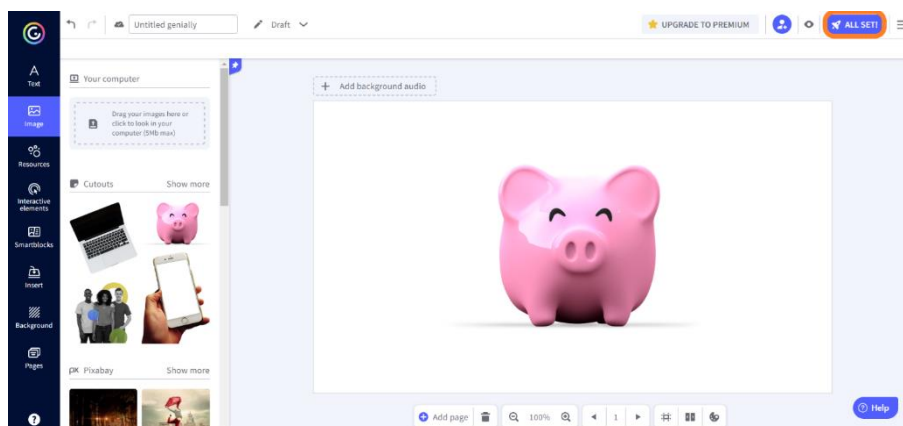 Untitled genially
Draft
UPGRADE TO PREMIUM
ALL SET!
Text
Image
Resources
Interactive
elements
Smartblocks
Insert
Background
Pages
Your computer
Drag your images here or
click to look in your
computer (5Mb max)
Cutouts
Show more
PX Pixabay
Show more
Add background audio
Add page
100%
1
Help